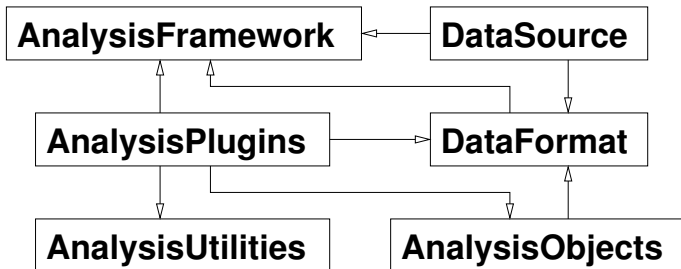 AnalysisFramework
DataSource
AnalysisPlugins
DataFormat
AnalysisUtilities
AnalysisObjects